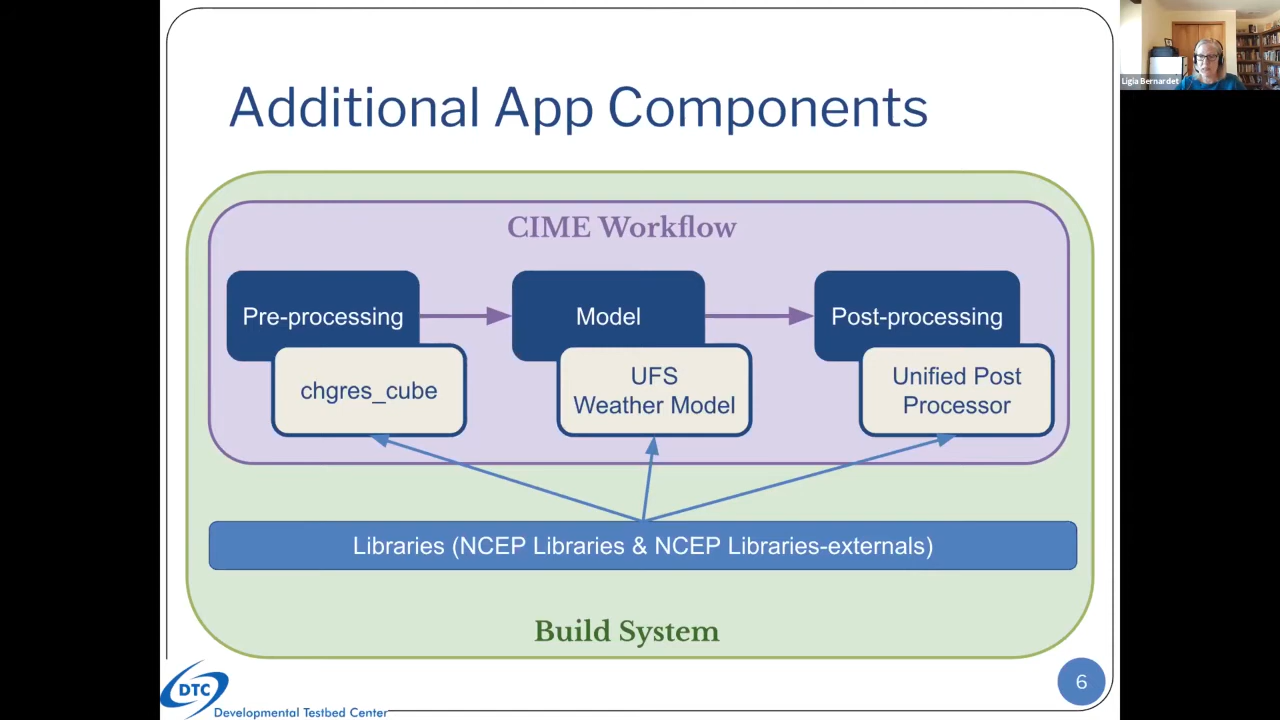 Additional App Components
Ligia Bernardet
CIME Workflow
Pre-processing
Model
Post-processing
chgres_cube
UFS
Weather Model
Unified Post
Processor
Libraries (NCEP Libraries & NCEP Libraries-externals)
Build System
DTC
Developmental Testbed Center
6